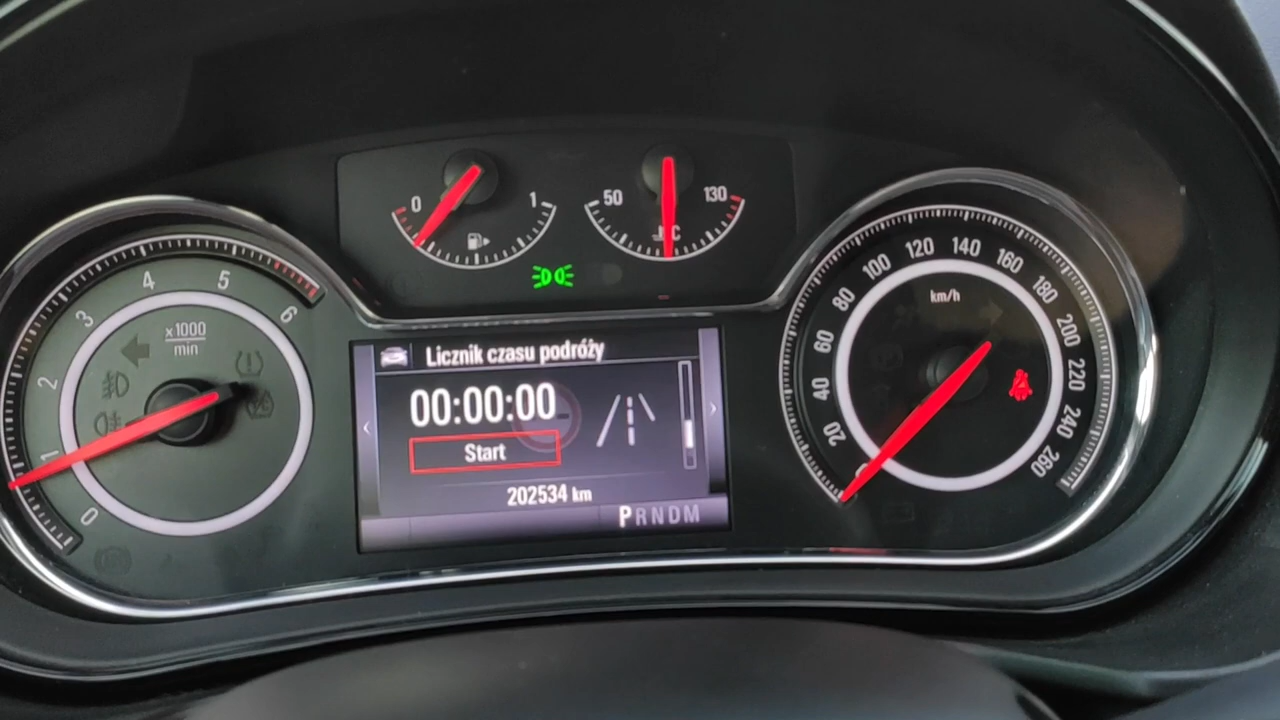 0 1
50 130
°C
0 1 2 3 4 5 6
x1000
min
Licznik czasu podróży
00:00:00
Start
202534 km
PRNDM
20 40 60 80 100 120 140 160 180 200 220 240 260
km/h